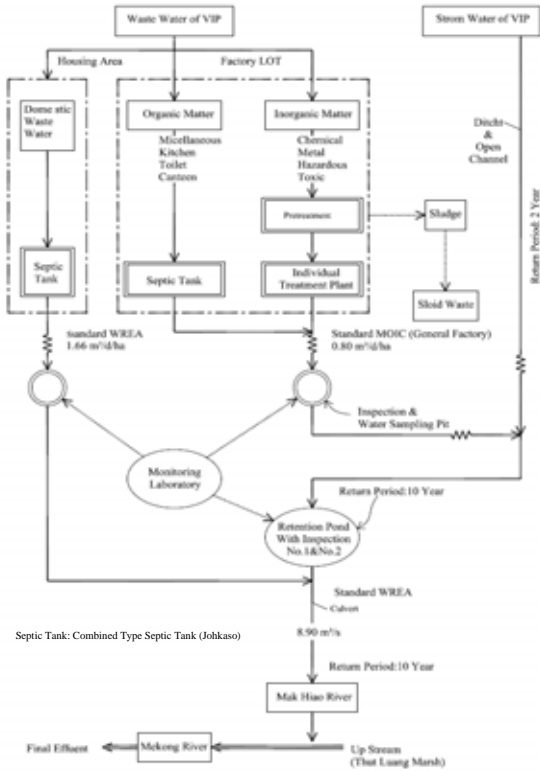 Waste Water of VIP
Strom Water of VIP
Housing Area
Factory LOT
Dome stic
Waste
Water
Organic Matter
Inorganic Matter
Micellaneous
Kitchen
Toilet
Canteen
Chemical
Metal
Hazardous
Toxic
Ditcht
&
Open
Channel
Return Period: 2 Year
Pretreatment
Sludge
Septic
Tank
Septic Tank
Individual
Treatment Plant
Sloid Waste
Standard WREA
1.66 m³/d/ha
Standard MOIC (General Factory)
0.80 m³/d/ha
Inspection &
Water Sampling Pit
Monitoring
Laboratory
Return Period:10 Year
Retention Pond
With Inspection
No.1&No.2
Standard WREA
Culvert
Septic Tank: Combined Type Septic Tank (Johkaso)
8.90 m³/s
Return Period:10 Year
Mak Hiao River
Final Effluent
Mekong River
Up Stream
(That Luang Marsh)